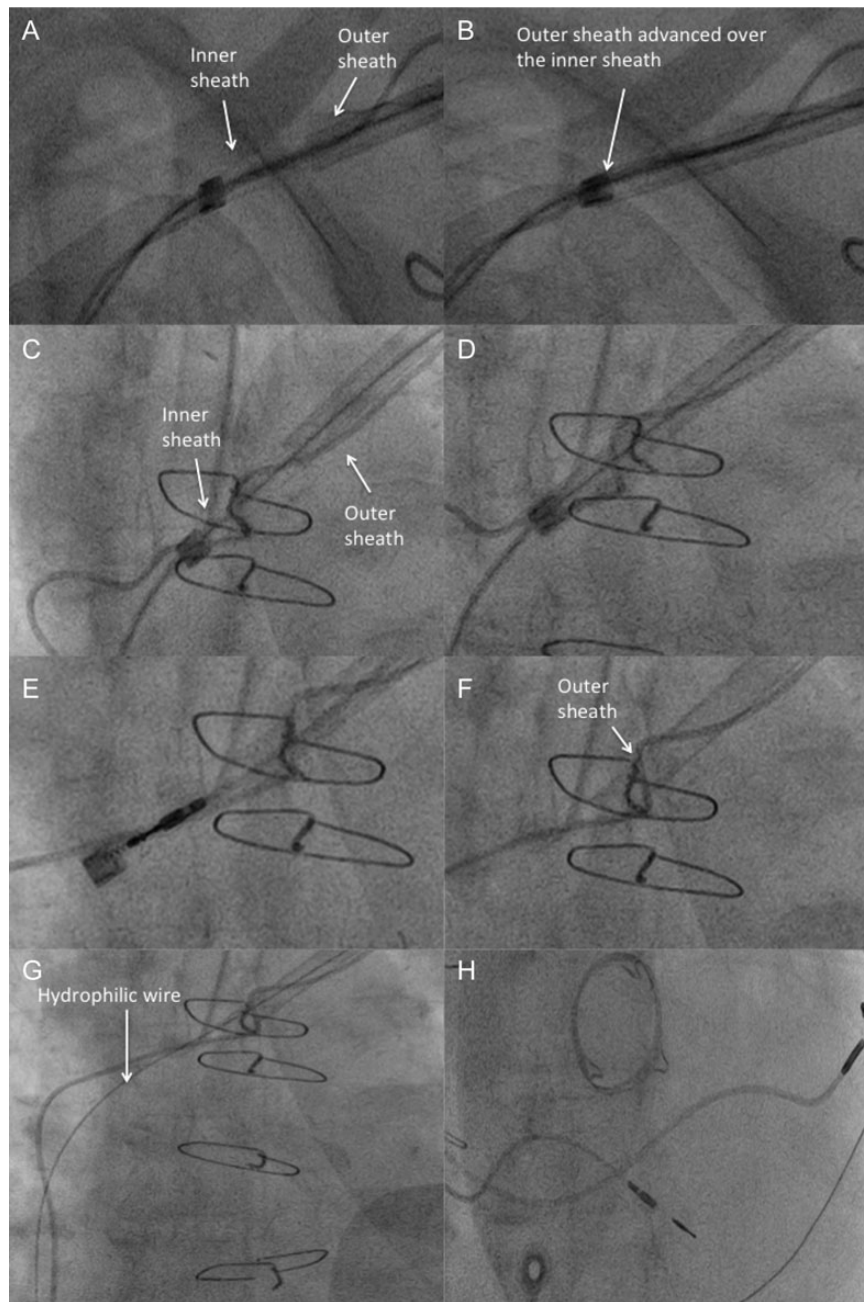 A
Inner
sheath
Outer
sheath
B
Outer sheath advanced over
the inner sheath
C
Inner
sheath
Outer
sheath
D
E
F
Outer
sheath
G
Hydrophilic wire
H